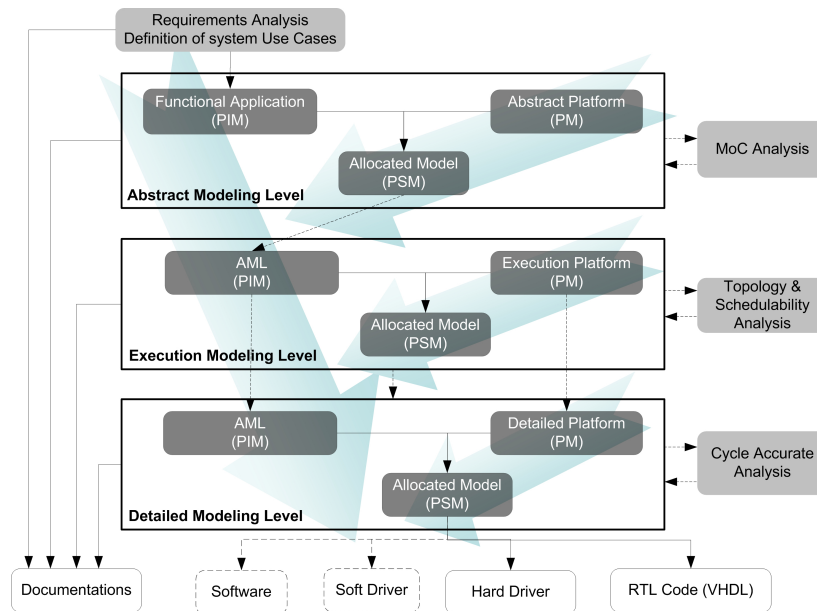 Requirements Analysis
Definition of system Use Cases
Functional Application
(PIM)
Abstract Platform
(PM)
Allocated Model
(PSM)
Abstract Modeling Level
MoC Analysis
AML
(PIM)
Execution Platform
(PM)
Allocated Model
(PSM)
Execution Modeling Level
Topology &
Schedulability
Analysis
AML
(PIM)
Detailed Platform
(PM)
Allocated Model
(PSM)
Detailed Modeling Level
Cycle Accurate
Analysis
Documentations
Software
Soft Driver
Hard Driver
RTL Code (VHDL)